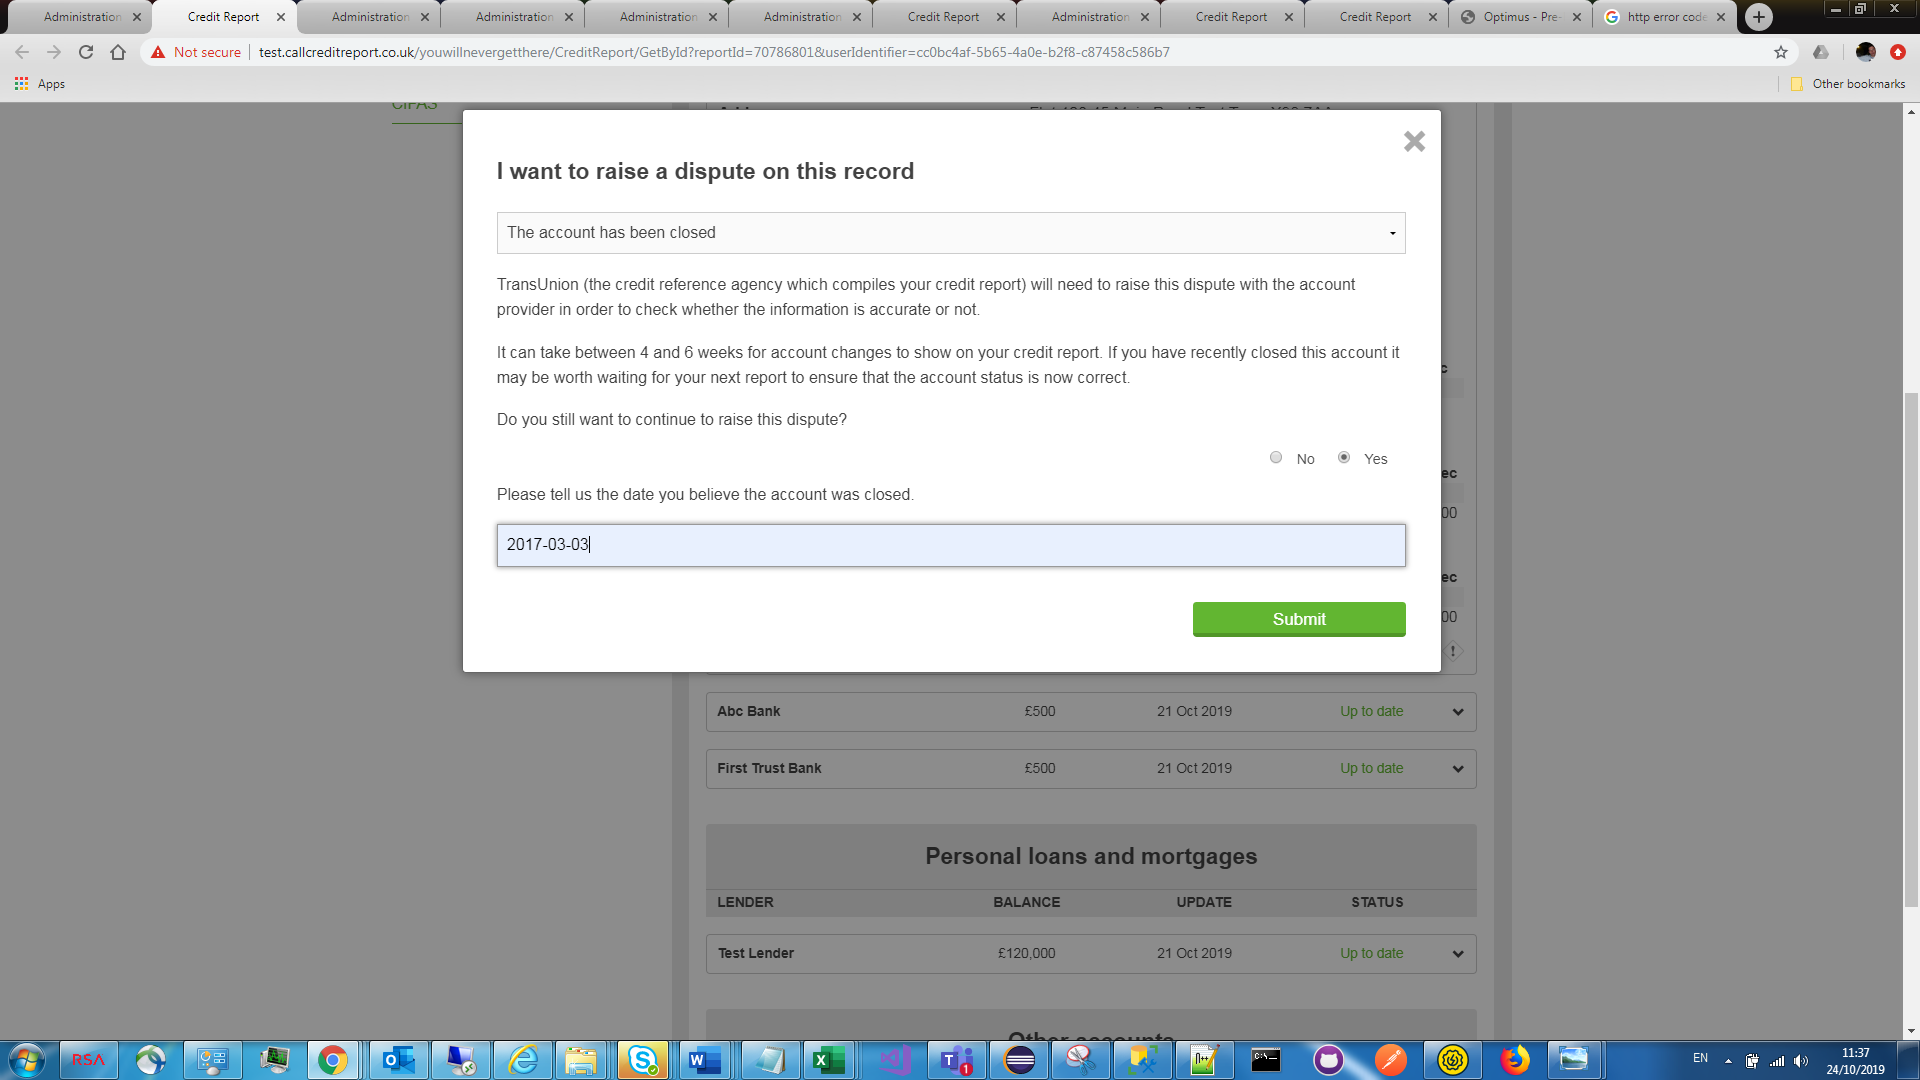 Administration
Credit Report
Administration
Administration
Administration
Administration
Credit Report
Administration
Credit Report
Credit Report
Optimus - Pre-
http error code
Not secure
test.callcreditreport.co.uk/youwillnevergetthere/CreditReport/GetById?reportId=70786801&userIdentifier=cc0bc4af-5b65-4a0e-b2f8-c87458c586b7
Apps
Other bookmarks
CIFAS
I want to raise a dispute on this record
The account has been closed
TransUnion (the credit reference agency which compiles your credit report) will need to raise this dispute with the account
provider in order to check whether the information is accurate or not.
It can take between 4 and 6 weeks for account changes to show on your credit report. If you have recently closed this account it
may be worth waiting for your next report to ensure that the account status is now correct.
Do you still want to continue to raise this dispute?
No Yes
Please tell us the date you believe the account was closed.
2017-03-03
Submit
ec
00
ec
00
Abc Bank £500 21 Oct 2019 Up to date
First Trust Bank £500 21 Oct 2019 Up to date
Personal loans and mortgages
LENDER BALANCE UPDATE STATUS
Test Lender £120,000 21 Oct 2019 Up to date
Other accounts
RSA
EN
11:37
24/10/2019